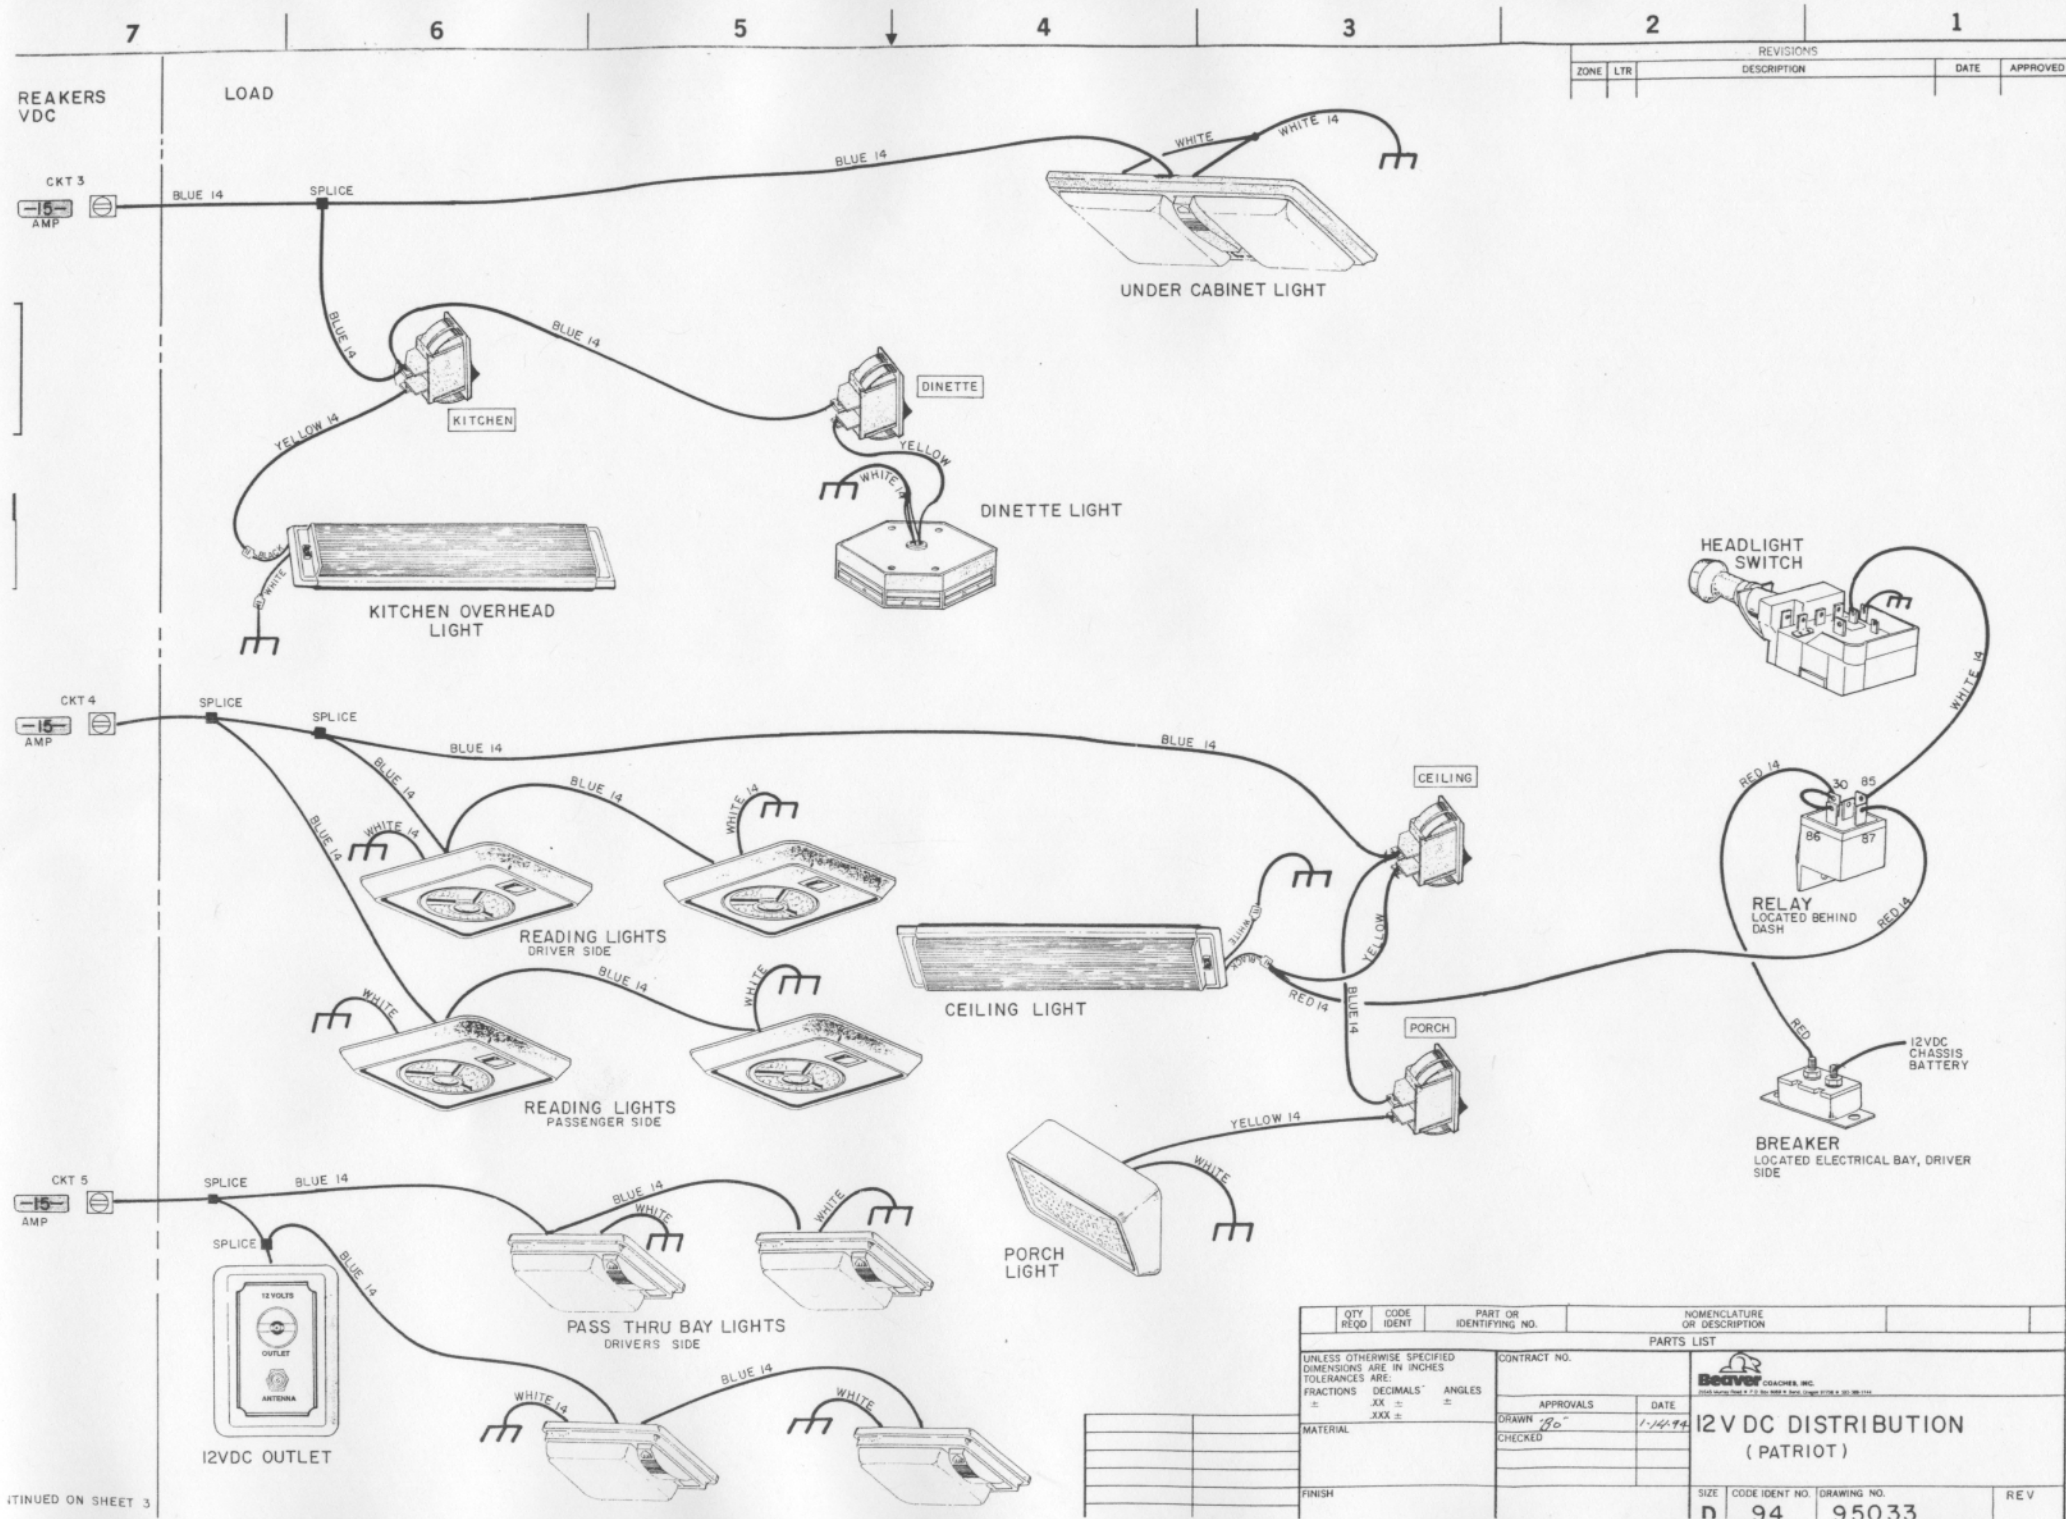 7 6 5 4 3 2 1
REVISIONS
ZONE LTR DESCRIPTION DATE APPROVED
REAKERS
VDC
LOAD
CKT 3
-15-
AMP
BLUE 14
SPLICE
BLUE 14
WHITE
WHITE 14
UNDER CABINET LIGHT
BLUE 14
BLUE 14
KITCHEN
DINETTE
YELLOW 14
YELLOW
WHITE 14
BLACK
WHITE
KITCHEN OVERHEAD
LIGHT
DINETTE LIGHT
HEADLIGHT
SWITCH
WHITE 14
CKT 4
-15-
AMP
SPLICE
SPLICE
BLUE 14
BLUE 14
BLUE 14
BLUE 14
BLUE 14
WHITE 14
WHITE 14
READING LIGHTS
DRIVER SIDE
CEILING
RED 14
30 85
86 87
RELAY
LOCATED BEHIND
DASH
RED 14
WHITE
BLACK
YELLOW
RED 14
BLUE 14
CEILING LIGHT
WHITE
BLUE 14
WHITE
READING LIGHTS
PASSENGER SIDE
PORCH
RED
12VDC
CHASSIS
BATTERY
BREAKER
LOCATED ELECTRICAL BAY, DRIVER
SIDE
YELLOW 14
WHITE
PORCH
LIGHT
CKT 5
-15-
AMP
SPLICE
BLUE 14
BLUE 14
WHITE
WHITE
SPLICE
BLUE 14
12 VOLTS
OUTLET
ANTENNA
12VDC OUTLET
PASS THRU BAY LIGHTS
DRIVERS SIDE
WHITE 14
BLUE 14
WHITE
ITINUED ON SHEET 3
QTY
REQD
CODE
IDENT
PART OR
IDENTIFYING NO.
NOMENCLATURE
OR DESCRIPTION
PARTS LIST
UNLESS OTHERWISE SPECIFIED
DIMENSIONS ARE IN INCHES
TOLERANCES ARE:
FRACTIONS DECIMALS ANGLES
± .XX ± ±
.XXX ±
MATERIAL
FINISH
CONTRACT NO.
APPROVALS DATE
DRAWN "Bo" 1-14-94
CHECKED
Beaver COACHES, INC.
12V DC DISTRIBUTION
(PATRIOT)
SIZE CODE IDENT NO. DRAWING NO. REV
D 94 95033